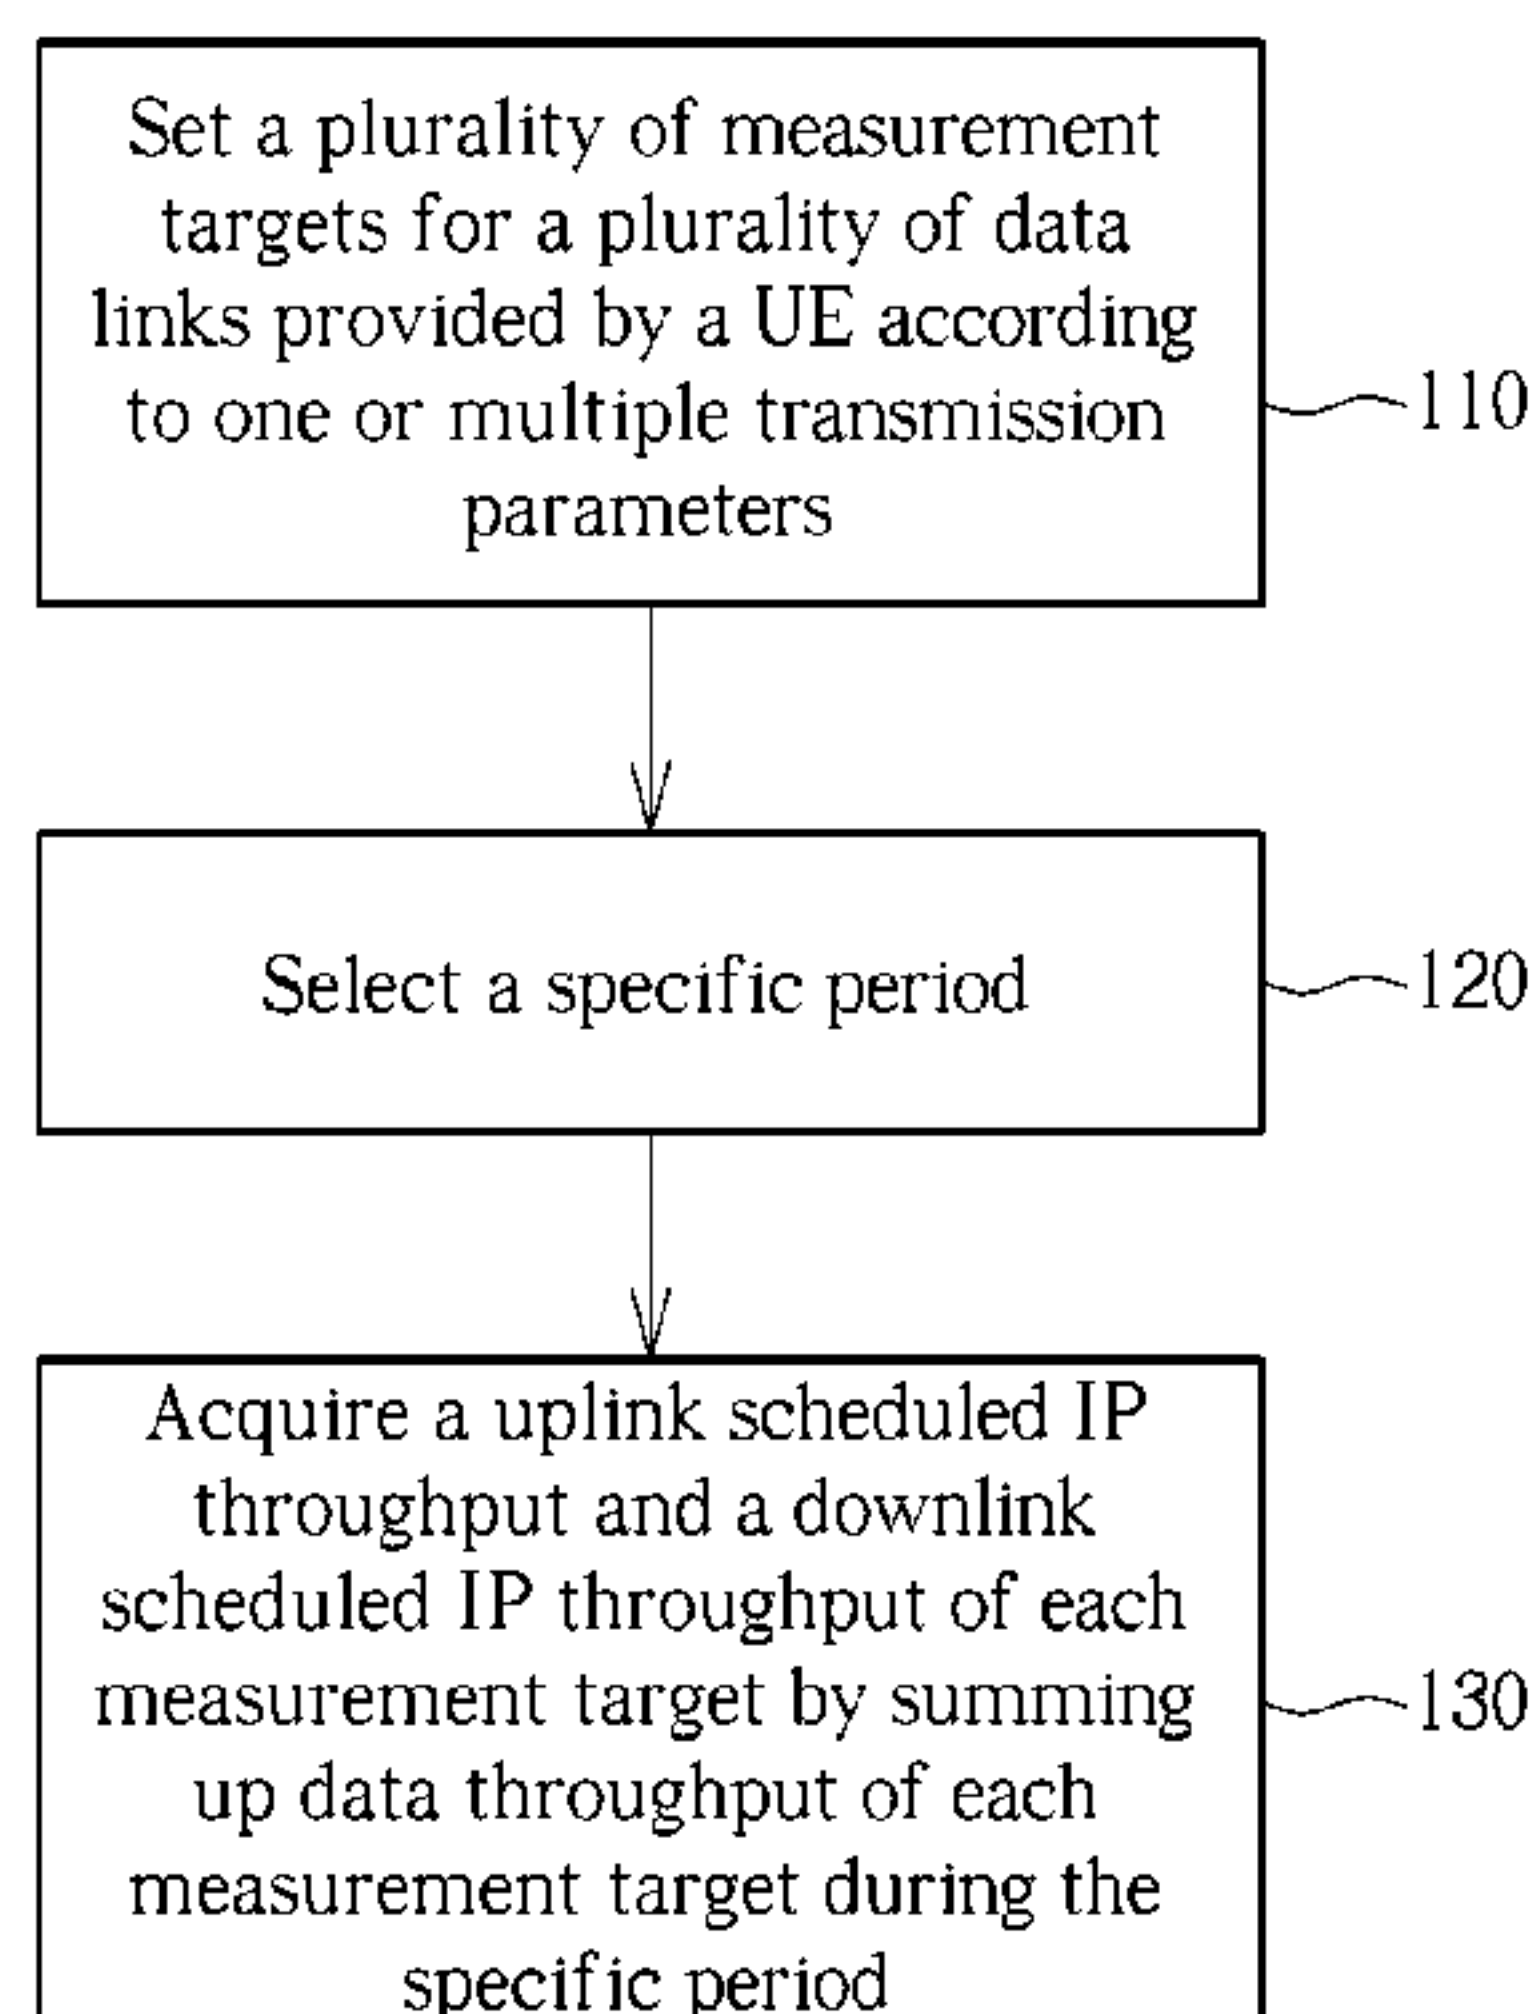 Set a plurality of measurement
targets for a plurality of data
links provided by a UE according
to one or multiple transmission
parameters
110
Select a specific period
120
Acquire a uplink scheduled IP
throughput and a downlink
scheduled IP throughput of each
measurement target by summing
up data throughput of each
measurement target during the
specific period
130